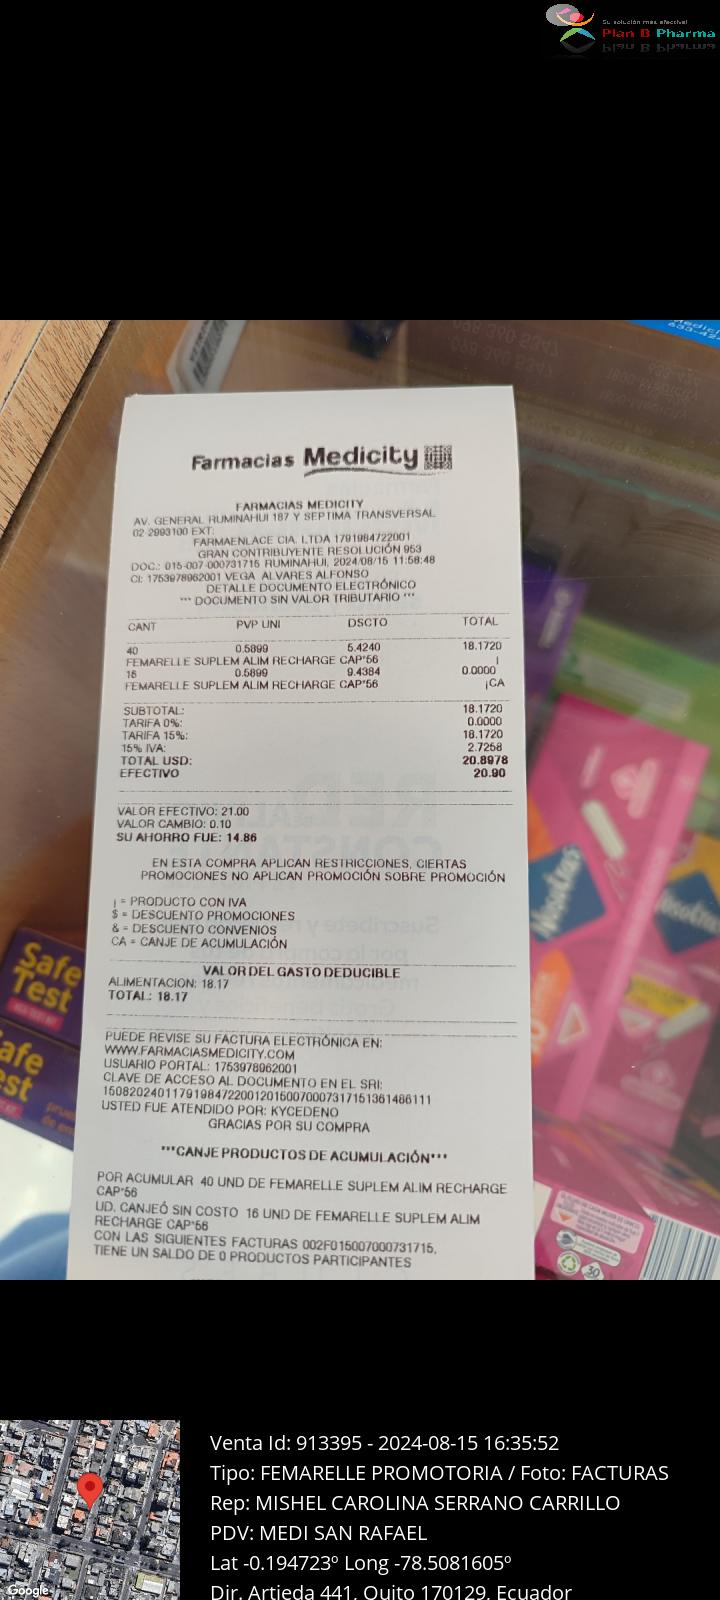 Su solución más efectiva!
Plan B Pharma
Farmacias Medicity
FARMACIAS MEDICITY
AV. GENERAL RUMINAHUI 187 Y SEPTIMA TRANSVERSAL
02 2993100 EXT:
FARMAENLACE CIA. LTDA 1791984722001
GRAN CONTRIBUYENTE RESOLUCIÓN 953
DOC.: 015-007-000731715 RUMINAHUI, 2024/08/15 11:58:48
CI: 1753978962001 VEGA ALVARES ALFONSO
DETALLE DOCUMENTO ELECTRÓNICO
*** DOCUMENTO SIN VALOR TRIBUTARIO ***
CANT PVP UNI DSCTO TOTAL
40 0.5899 5.4240 18.1720
FEMARELLE SUPLEM ALIM RECHARGE CAP*56 ¡
16 0.5899 9.4384 0.0000
FEMARELLE SUPLEM ALIM RECHARGE CAP*56 ¡CA
SUBTOTAL: 18.1720
TARIFA 0%: 0.0000
TARIFA 15%: 18.1720
15% IVA: 2.7258
TOTAL USD: 20.8978
EFECTIVO 20.90
VALOR EFECTIVO: 21.00
VALOR CAMBIO: 0.10
SU AHORRO FUE: 14.86
EN ESTA COMPRA APLICAN RESTRICCIONES, CIERTAS
PROMOCIONES NO APLICAN PROMOCIÓN SOBRE PROMOCIÓN
¡ = PRODUCTO CON IVA
$ = DESCUENTO PROMOCIONES
& = DESCUENTO CONVENIOS
CA = CANJE DE ACUMULACIÓN
VALOR DEL GASTO DEDUCIBLE
ALIMENTACION: 18.17
TOTAL: 18.17
PUEDE REVISE SU FACTURA ELECTRÓNICA EN:
WWW.FARMACIASMEDICITY.COM
USUARIO PORTAL: 1753978962001
CLAVE DE ACCESO AL DOCUMENTO EN EL SRI:
1508202401179198472200120150070007317151361486111
USTED FUE ATENDIDO POR: KYCEDENO
GRACIAS POR SU COMPRA
***CANJE PRODUCTOS DE ACUMULACIÓN***
POR ACUMULAR 40 UND DE FEMARELLE SUPLEM ALIM RECHARGE
CAP*56
UD. CANJEÓ SIN COSTO 16 UND DE FEMARELLE SUPLEM ALIM
RECHARGE CAP*56
CON LAS SIGUIENTES FACTURAS 002F015007000731715,
TIENE UN SALDO DE 0 PRODUCTOS PARTICIPANTES
Safe
Test
afe
est
Nosotras
30
Google
Venta Id: 913395 - 2024-08-15 16:35:52
Tipo: FEMARELLE PROMOTORIA / Foto: FACTURAS
Rep: MISHEL CAROLINA SERRANO CARRILLO
PDV: MEDI SAN RAFAEL
Lat -0.194723º Long -78.5081605º
Dir. Artieda 441, Quito 170129, Ecuador